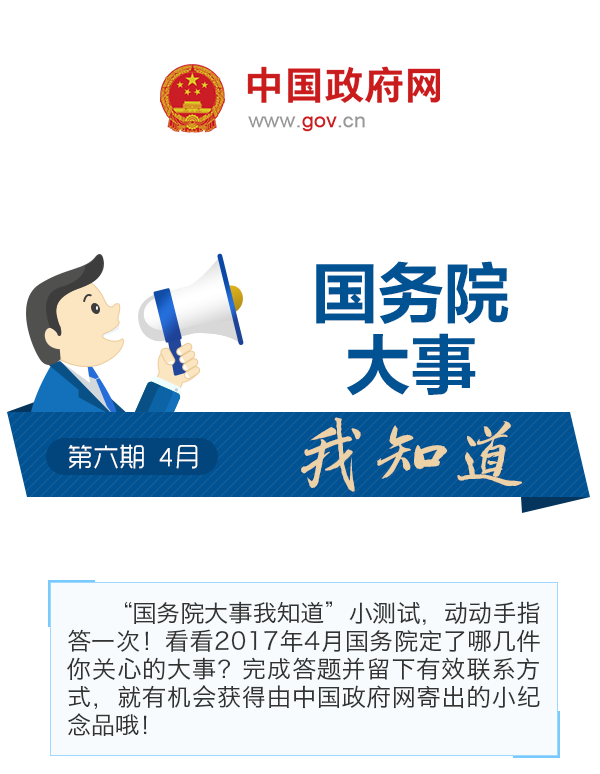 中国政府网
www.gov.cn
国务院
大事
第六期 4月
我知道
“国务院大事我知道”小测试，动动手指
答一次！看看2017年4月国务院定了哪几件
你关心的大事？完成答题并留下有效联系方
式，就有机会获得由中国政府网寄出的小纪
念品哦！